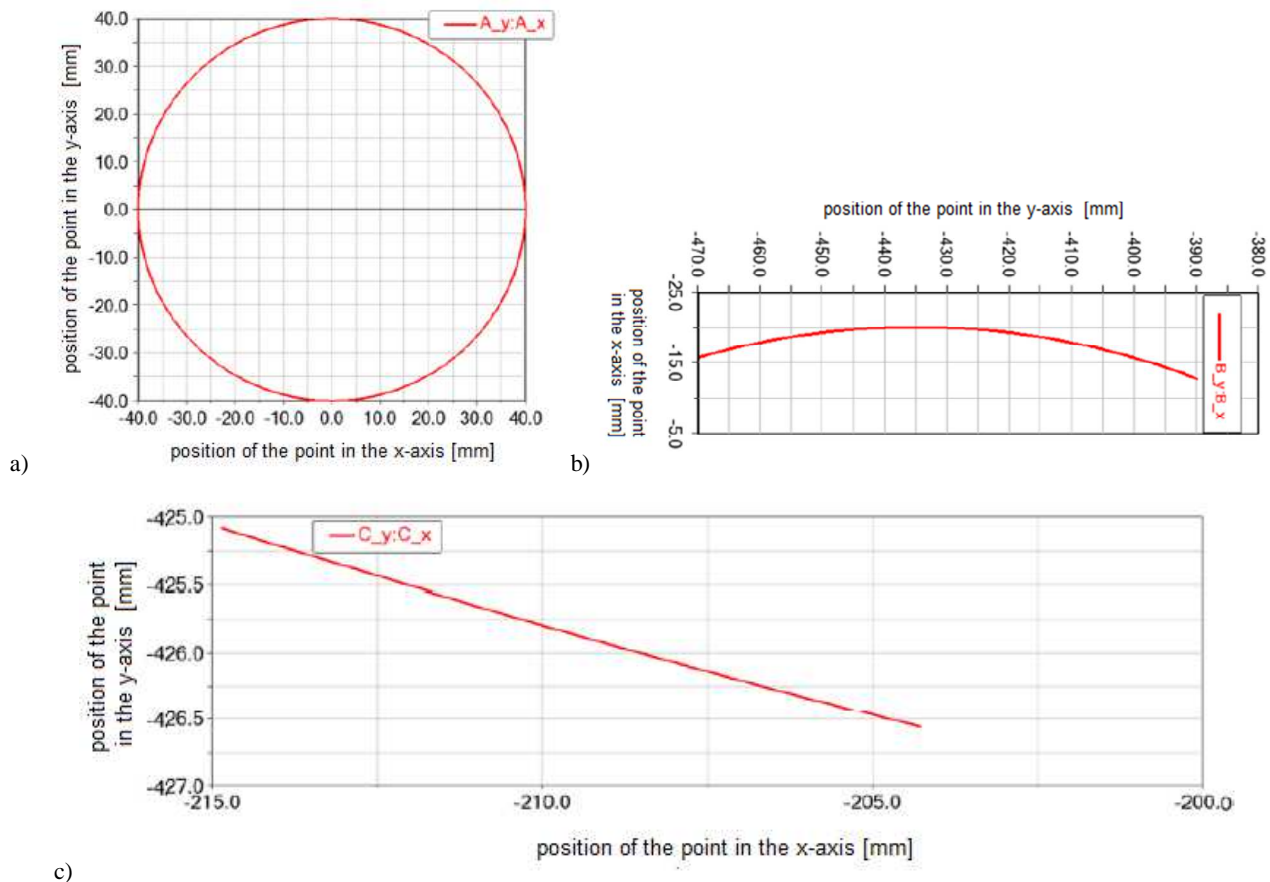 40.0
30.0
20.0
10.0
0.0
-10.0
-20.0
-30.0
-40.0
position of the point in the y-axis [mm]
A_y:A_x
-40.0 -30.0 -20.0 -10.0 0.0 10.0 20.0 30.0 40.0
position of the point in the x-axis [mm]
a)
position of the point in the y-axis [mm]
-470.0 -460.0 -450.0 -440.0 -430.0 -420.0 -410.0 -400.0 -390.0 -380.0
-25.0
-15.0
-5.0
position of the point
in the x-axis [mm]
B_y:B_x
b)
-425.0
-425.5
-426.0
-426.5
-427.0
position of the point
in the y-axis [mm]
C_y:C_x
-215.0 -210.0 -205.0 -200.0
position of the point in the x-axis [mm]
c)